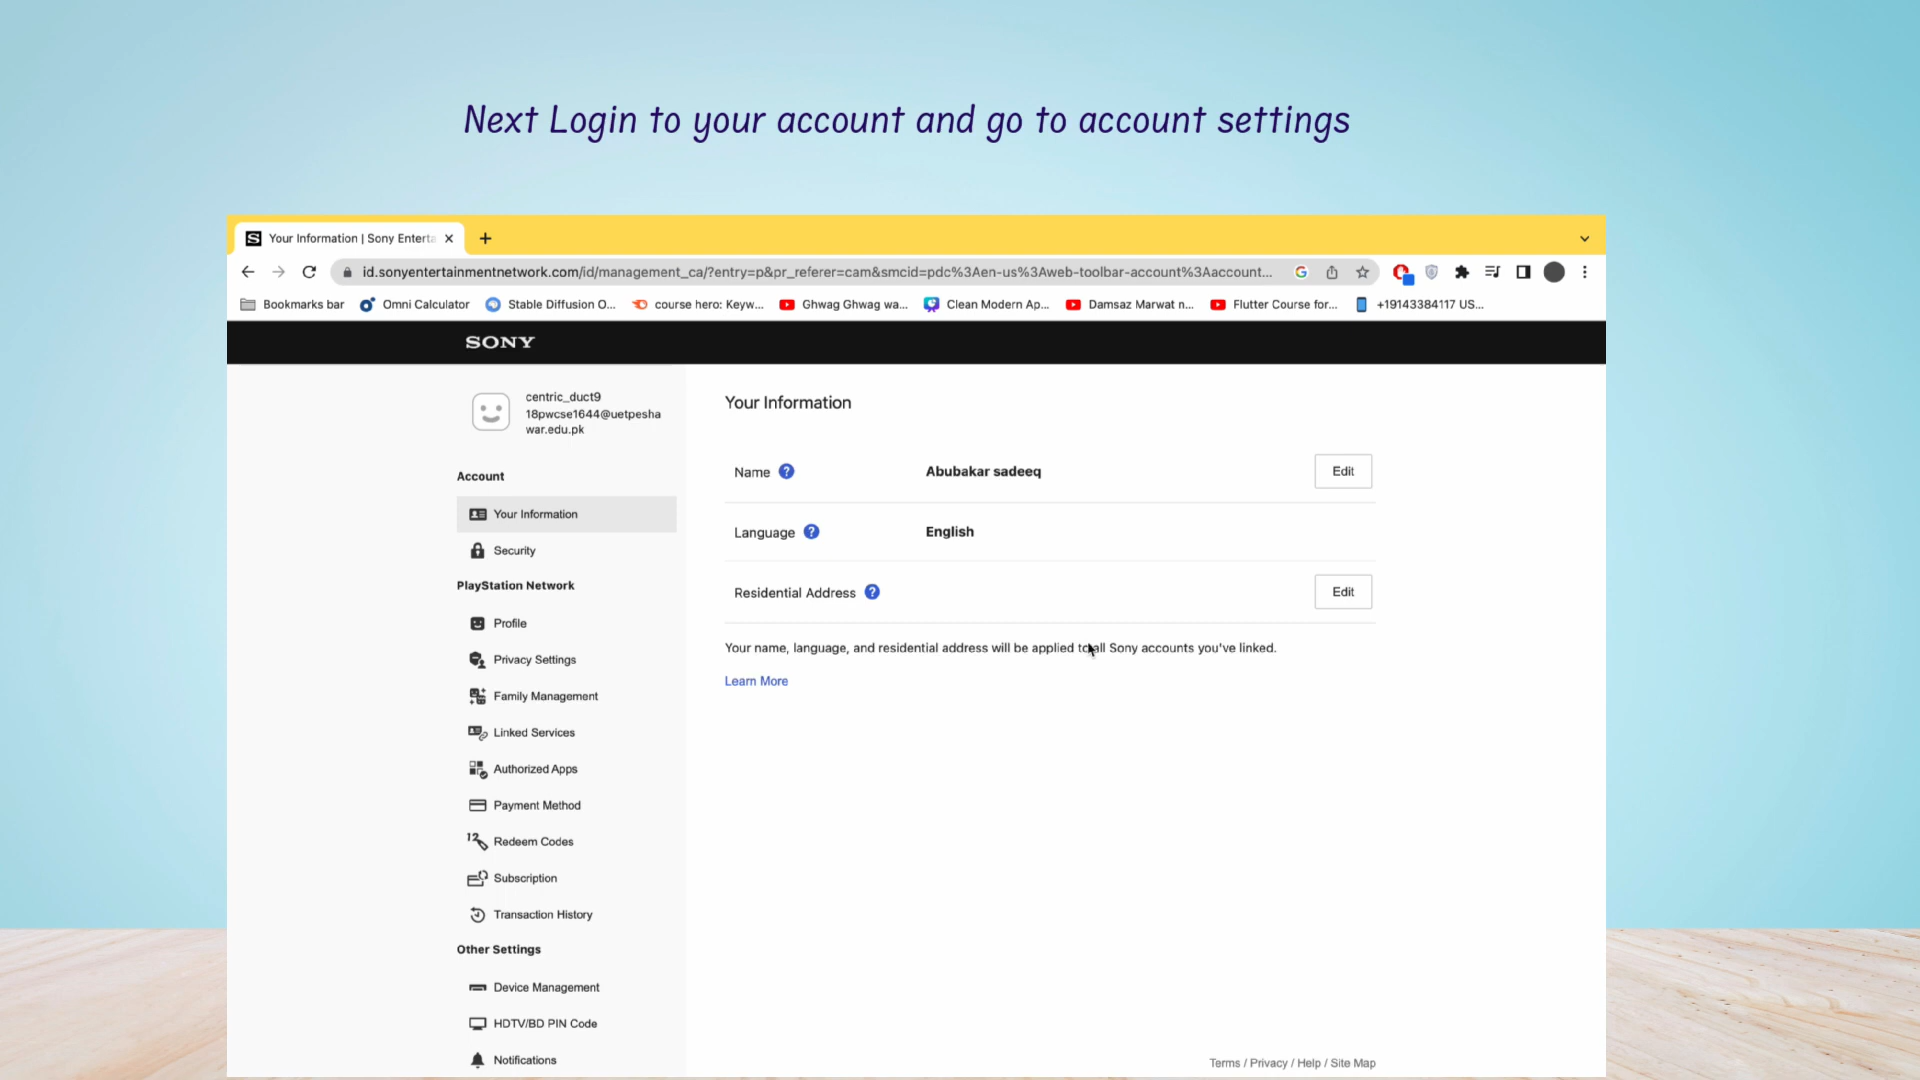 Next Login to your account and go to account settings
Your Information | Sony Enterta
id.sonyentertainmentnetwork.com/id/management_ca/?entry=p&pr_referer=cam&smcid=pdc%3Aen-us%3Aweb-toolbar-account%3Aaccount...
Bookmarks bar
Omni Calculator
Stable Diffusion O...
course hero: Keyw...
Ghwag Ghwag wa...
Clean Modern Ap...
Damsaz Marwat n...
Flutter Course for...
+19143384117 US...
SONY
centric_duct9
18pwcse1644@uetpesha
war.edu.pk
Account
Your Information
Security
PlayStation Network
Profile
Privacy Settings
Family Management
Linked Services
Authorized Apps
Payment Method
Redeem Codes
Subscription
Transaction History
Other Settings
Device Management
HDTV/BD PIN Code
Notifications
Your Information
Name
Abubakar sadeeq
Edit
Language
English
Residential Address
Edit
Your name, language, and residential address will be applied to all Sony accounts you've linked.
Learn More
Terms / Privacy / Help / Site Map